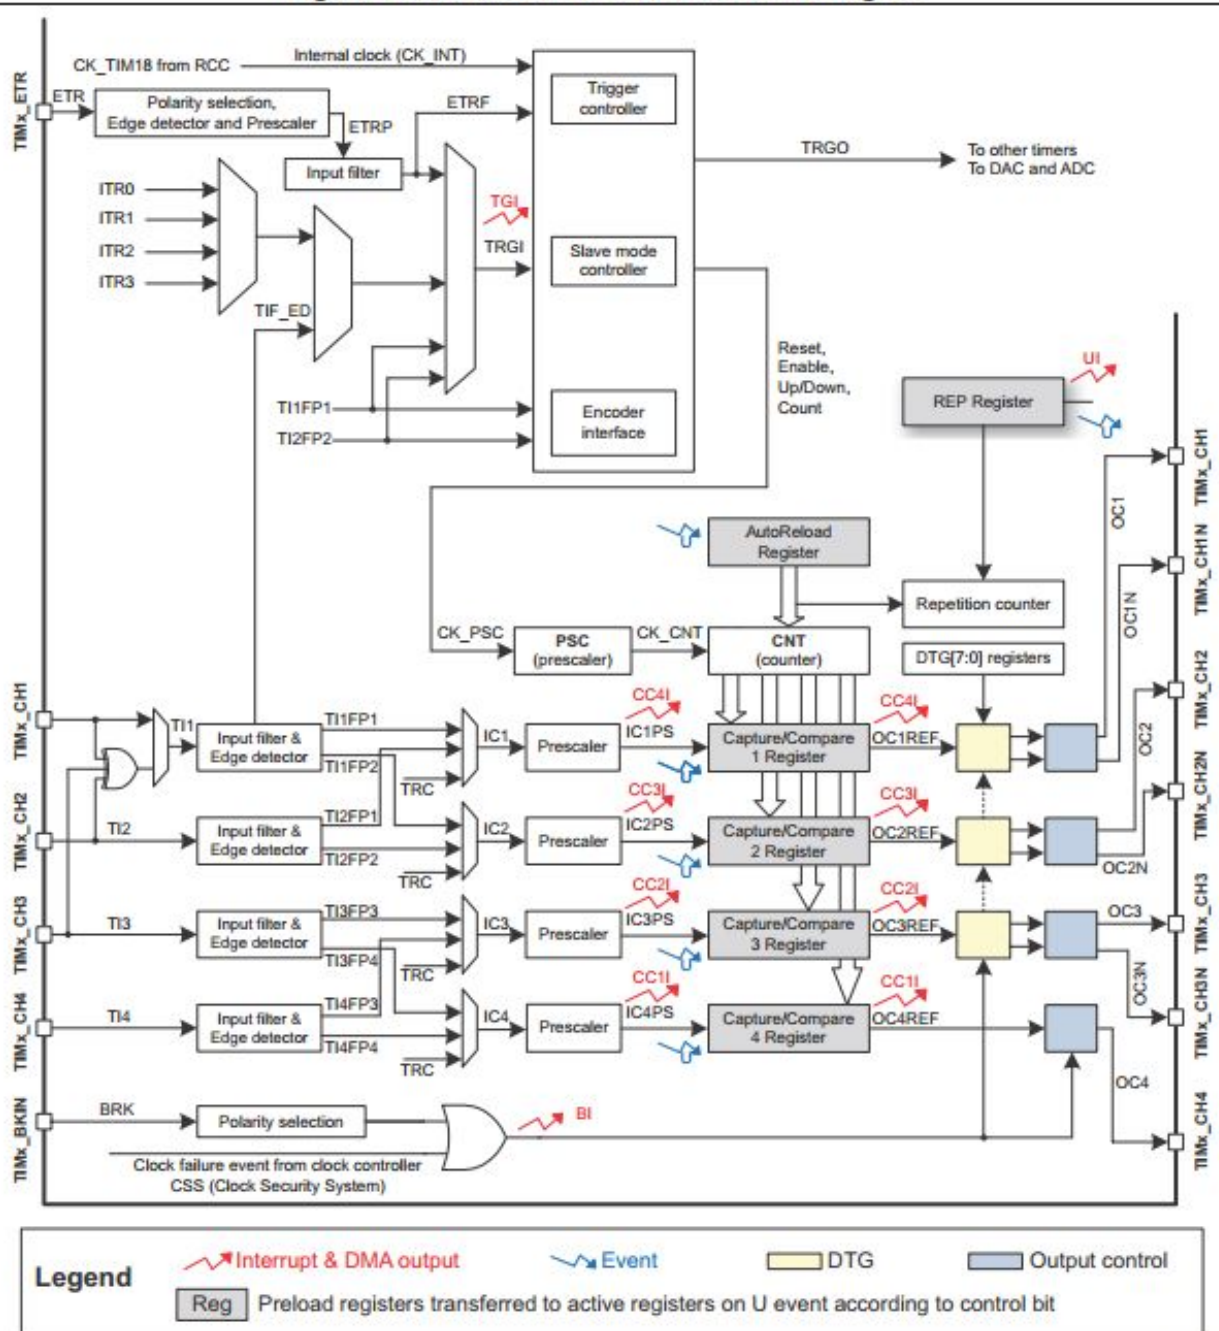 CK_TIM18 from RCC
Internal clock (CK_INT)
TIMx_ETR
ETR
Polarity selection,
Edge detector and Prescaler
ETRP
ETRF
Input filter
Trigger
controller
TRGO
To other timers
To DAC and ADC
ITR0
ITR1
ITR2
ITR3
TGI
TRGI
Slave mode
controller
TIF_ED
Reset,
Enable,
Up/Down,
Count
UI
REP Register
TI1FP1
TI2FP2
Encoder
interface
TIMx_CH1
OC1
AutoReload
Register
TIMx_CH1N
OC1N
Repetition counter
CK_PSC
PSC
(prescaler)
CK_CNT
CNT
(counter)
DTG[7:0] registers
TIMx_CH1
TI1
Input filter &
Edge detector
TI1FP1
TI1FP2
TRC
IC1
Prescaler
CC4I
IC1PS
Capture/Compare
1 Register
CC4I
OC1REF
OC2
TIMx_CH2
TIMx_CH2
TI2
Input filter &
Edge detector
TI2FP1
TI2FP2
TRC
IC2
Prescaler
CC3I
IC2PS
Capture/Compare
2 Register
CC3I
OC2REF
OC2N
TIMx_CH2N
TIMx_CH3
TI3
Input filter &
Edge detector
TI3FP3
TI3FP4
TRC
IC3
Prescaler
CC2I
IC3PS
Capture/Compare
3 Register
CC2I
OC3REF
OC3
TIMx_CH3
OC3N
TIMx_CH3N
TIMx_CH4
TI4
Input filter &
Edge detector
TI4FP3
TI4FP4
TRC
IC4
Prescaler
CC1I
IC4PS
Capture/Compare
4 Register
CC1I
OC4REF
OC4
TIMx_CH4
TIMx_BKIN
BRK
Polarity selection
BI
Clock failure event from clock controller
CSS (Clock Security System)
Legend
Interrupt & DMA output
Event
DTG
Output control
Reg
Preload registers transferred to active registers on U event according to control bit